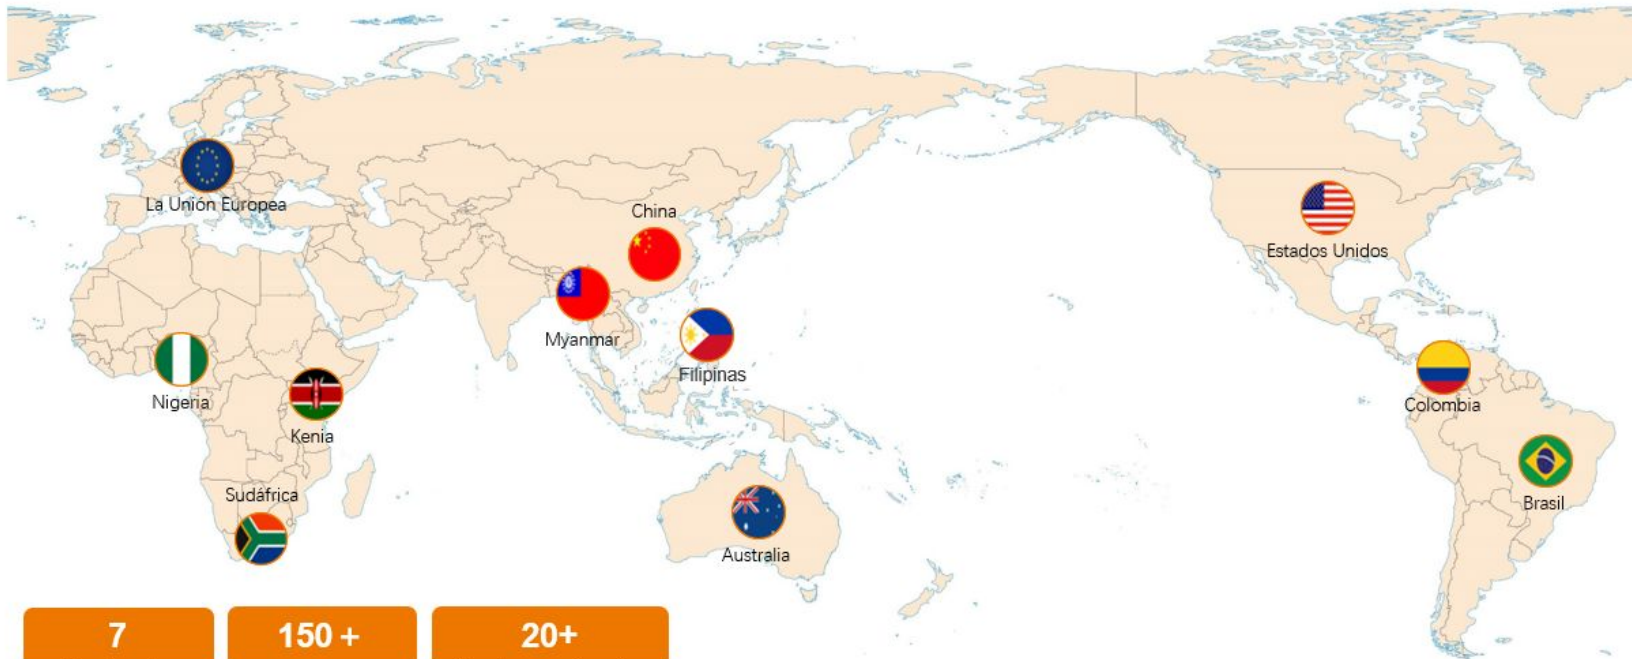 La Unión Europea
China
Estados Unidos
Myanmar
Filipinas
Nigeria
Colombia
Kenia
Sudáfrica
Brasil
Australia
7
150 +
20+